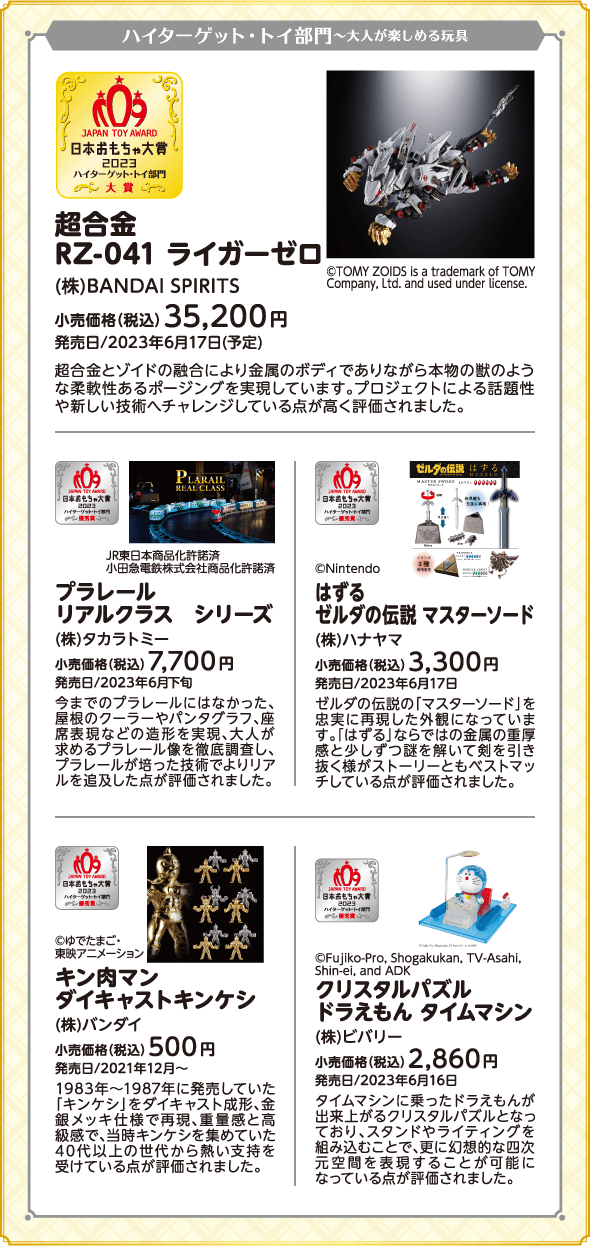 ハイターゲット・トイ部門～大人が楽しめる玩具
JAPAN TOY AWARD
日本おもちゃ大賞
2023
ハイターゲット・トイ部門
大賞
超合金
RZ-041 ライガーゼロ
©TOMY ZOIDS is a trademark of TOMY
Company, Ltd. and used under license.
(株)BANDAI SPIRITS
小売価格(税込) 35,200円
発売日/2023年6月17日(予定)
超合金とゾイドの融合により金属のボディでありながら本物の獣のよう
な柔軟性あるポージングを実現しています。プロジェクトによる話題性
や新しい技術へチャレンジしている点が高く評価されました。
JAPAN TOY AWARD
日本おもちゃ大賞
2023
ハイターゲット・トイ部門
優秀賞
PLARAIL
REAL CLASS
JR東日本商品化許諾済
小田急電鉄株式会社商品化許諾済
プラレール
リアルクラス　シリーズ
(株)タカラトミー
小売価格(税込) 7,700円
発売日/2023年6月下旬
今までのプラレールにはなかった、
屋根のクーラーやパンタグラフ、座
席表現などの造形を実現、大人が
求めるプラレール像を徹底調査し、
プラレールが培った技術でよりリア
ルを追及した点が評価されました。
JAPAN TOY AWARD
日本おもちゃ大賞
2023
ハイターゲット・トイ部門
優秀賞
ゼルダの伝説 はずる
HUZZLE
MASTER SWORD
LEVEL
3種
©Nintendo
はずる
ゼルダの伝説 マスターソード
(株)ハナヤマ
小売価格(税込) 3,300円
発売日/2023年6月17日
ゼルダの伝説の「マスターソード」を
忠実に再現した外観になっていま
す。「はずる」ならではの金属の重厚
感と少しずつ謎を解いて剣を引き
抜く様がストーリーともベストマッ
チしている点が評価されました。
JAPAN TOY AWARD
日本おもちゃ大賞
2023
ハイターゲット・トイ部門
優秀賞
©ゆでたまご・
東映アニメーション
キン肉マン
ダイキャストキンケシ
(株)バンダイ
小売価格(税込) 500円
発売日/2021年12月～
1983年～1987年に発売していた
「キンケシ」をダイキャスト成形、金
銀メッキ仕様で再現、重量感と高
級感で、当時キンケシを集めていた
40代以上の世代から熱い支持を
受けている点が評価されました。
JAPAN TOY AWARD
日本おもちゃ大賞
2023
ハイターゲット・トイ部門
優秀賞
©Fujiko-Pro, Shogakukan, TV-Asahi,
Shin-ei, and ADK
クリスタルパズル
ドラえもん タイムマシン
(株)ビバリー
小売価格(税込) 2,860円
発売日/2023年6月16日
タイムマシンに乗ったドラえもんが
出来上がるクリスタルパズルとなっ
ており、スタンドやライティングを
組み込むことで、更に幻想的な四次
元空間を表現することが可能に
なっている点が評価されました。